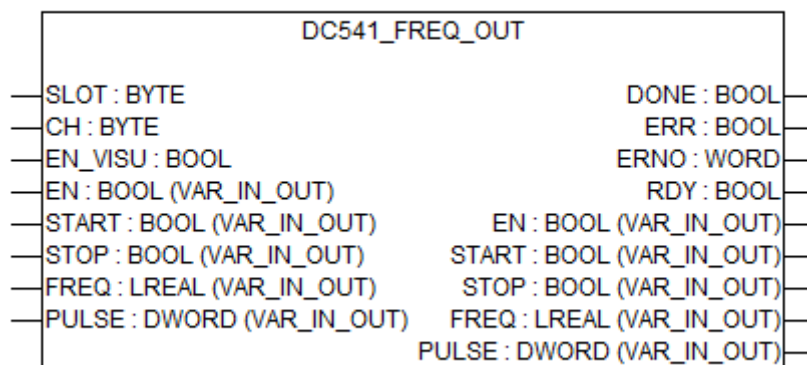 DC541_FREQ_OUT
SLOT : BYTE DONE : BOOL
CH : BYTE ERR : BOOL
EN_VISU : BOOL ERNO : WORD
EN : BOOL (VAR_IN_OUT) RDY : BOOL
START : BOOL (VAR_IN_OUT) EN : BOOL (VAR_IN_OUT)
STOP : BOOL (VAR_IN_OUT) START : BOOL (VAR_IN_OUT)
FREQ : LREAL (VAR_IN_OUT) STOP : BOOL (VAR_IN_OUT)
PULSE : DWORD (VAR_IN_OUT) FREQ : LREAL (VAR_IN_OUT)
PULSE : DWORD (VAR_IN_OUT)